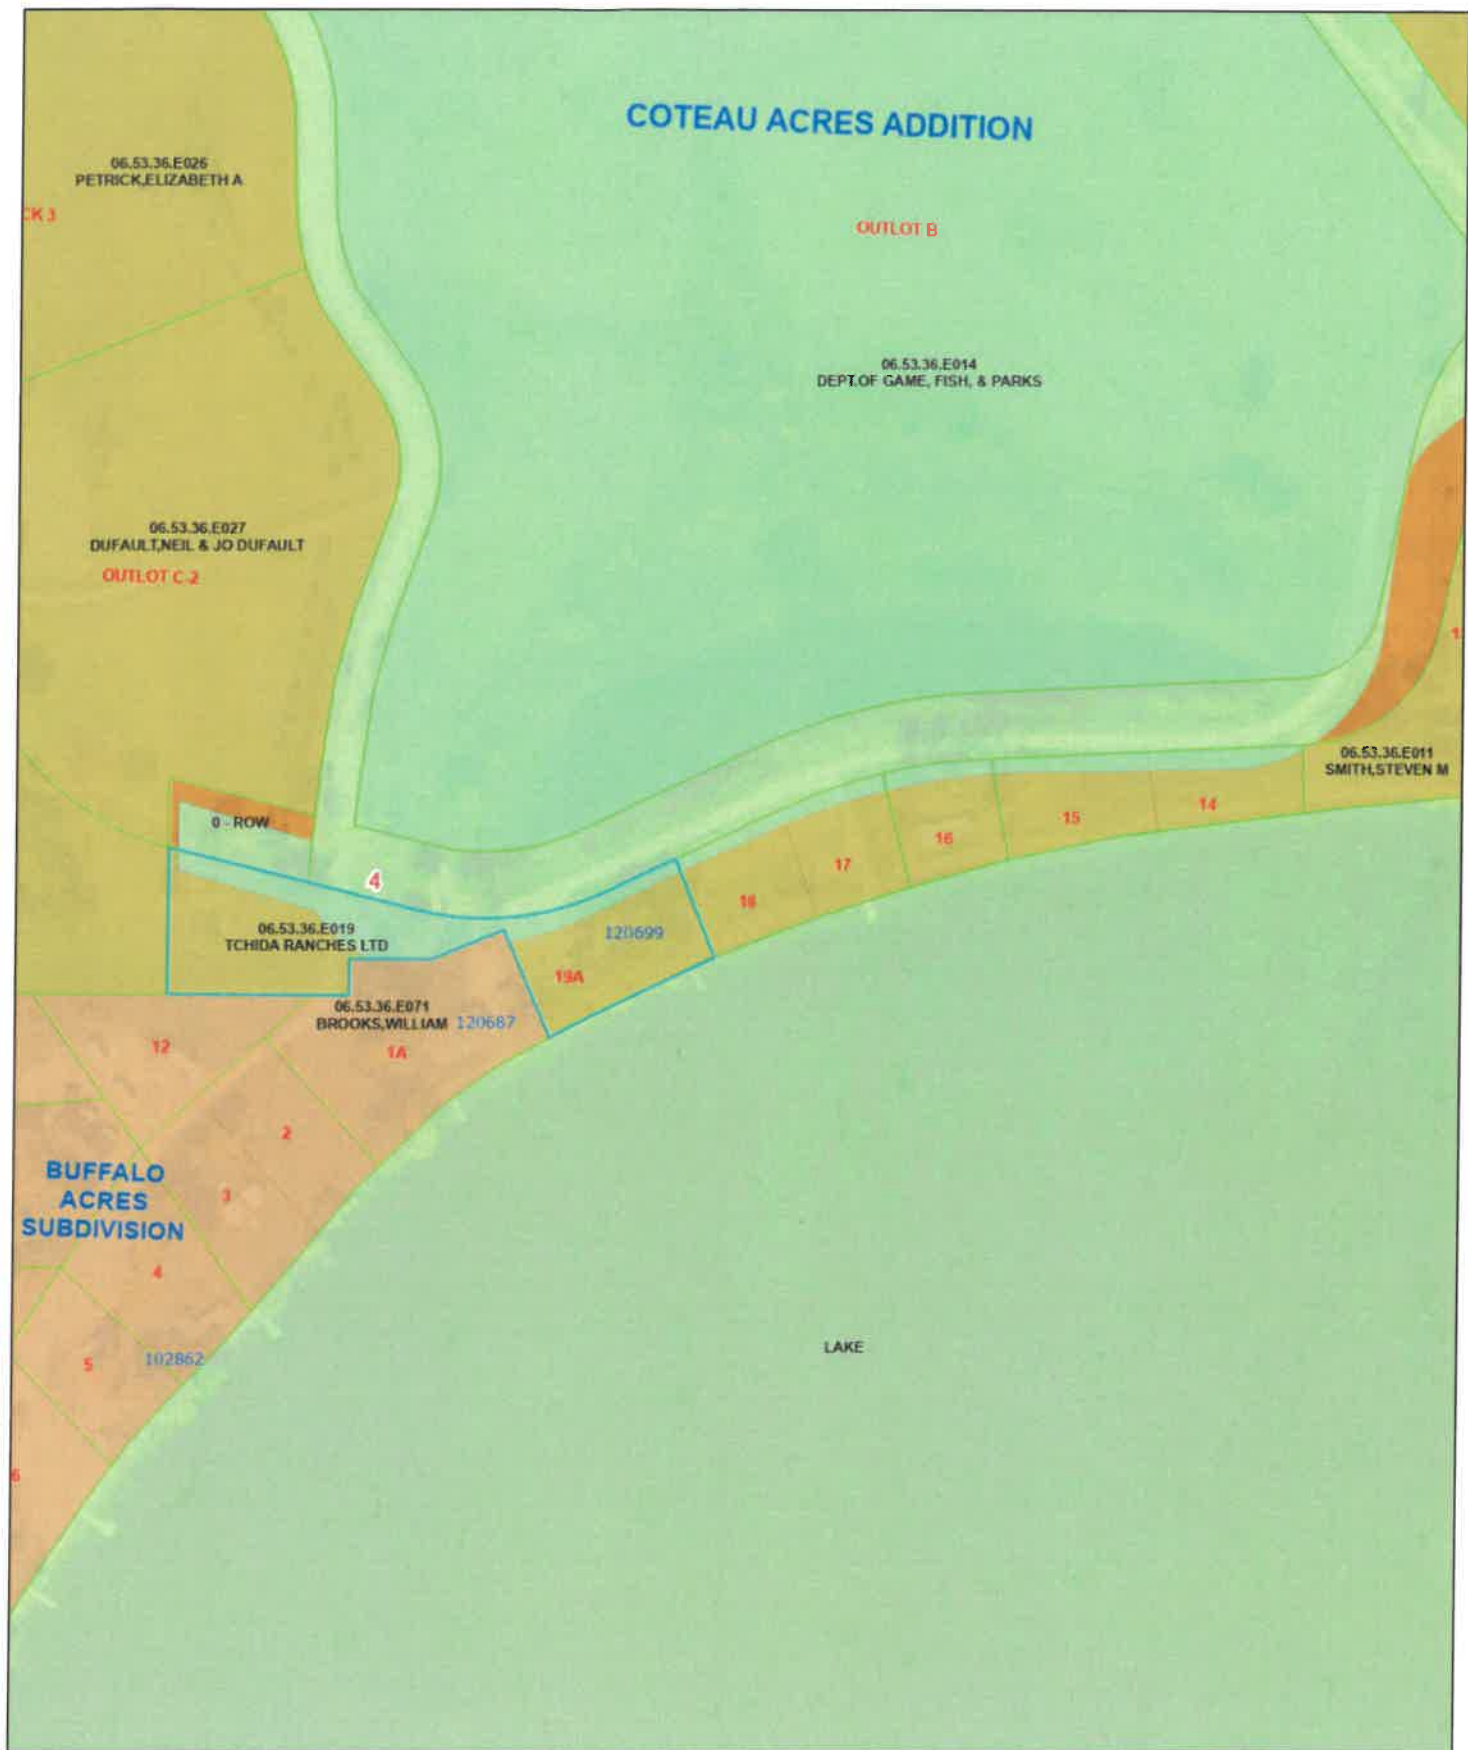 COTEAU ACRES ADDITION
06.53.36.E026
PETRICK,ELIZABETH A
CK 3
OUTLOT B
06.53.36.E014
DEPT.OF GAME, FISH, & PARKS
06.53.36.E027
DUFAULT,NEIL & JO DUFAULT
OUTLOT C-2
06.53.36.E011
SMITH,STEVEN M
0 - ROW
14
15
16
17
18
4
06.53.36.E019
TCHIDA RANCHES LTD
120699
19A
06.53.36.E071
BROOKS,WILLIAM 120687
1A
12
2
BUFFALO
ACRES
SUBDIVISION
3
4
LAKE
5
102862
6